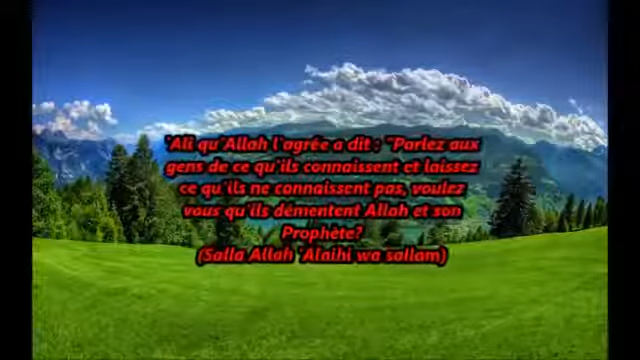 'Ali qu'Allah l'agrée a dit : "Parlez aux
gens de ce qu'ils connaissent et laissez
ce qu'ils ne connaissent pas, voulez
vous qu'ils démentent Allah et son
Prophète?
(Salla Allah 'Alaihi wa sallam)